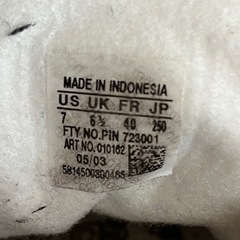 MADE IN INDONESIA
US UK FR JP
7 6½ 40 250
FTY NO.PIN 723001
ART NO. 010162
05/03